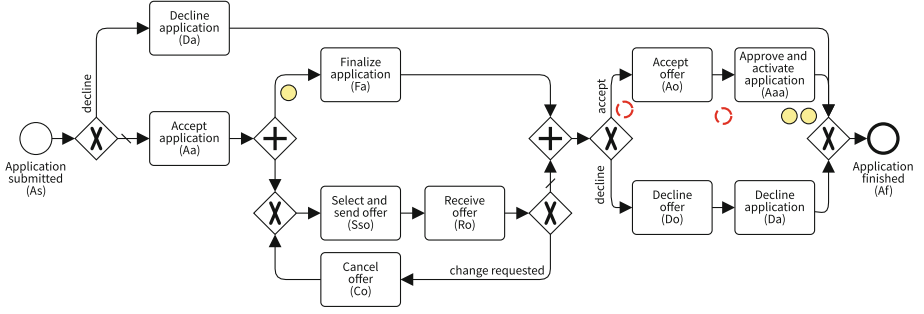 Decline
application
(Da)
decline
Finalize
application
(Fa)
Accept
application
(Aa)
Application
submitted
(As)
Select and
send offer
(Sso)
Receive
offer
(Ro)
Cancel
offer
(Co)
change requested
accept
decline
Accept
offer
(Ao)
Approve and
activate
application
(Aaa)
Decline
offer
(Do)
Decline
application
(Da)
Application
finished
(Af)